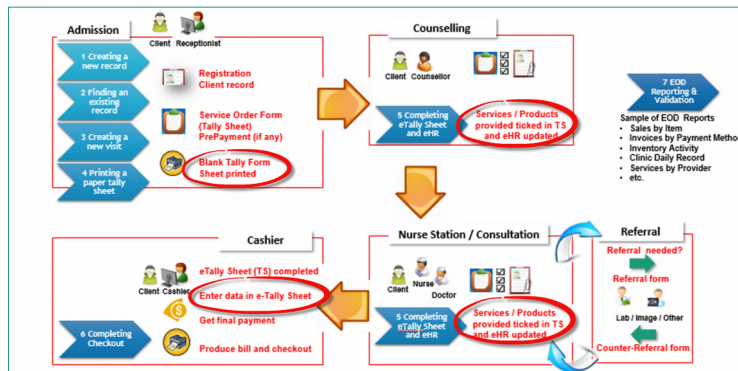 Admission
Client Receptionist
1 Creating a
new record
2 Finding an
existing
record
3 Creating a
new visit
4 Printing a
paper tally
sheet
Registration
Client record
Service Order Form
(Tally Sheet)
PrePayment (if any)
Blank Tally Form
Sheet printed
Counselling
Client Counsellor
5 Completing
eTally Sheet
and eHR
Services / Products
provided ticked in TS
and eHR updated
7 EOD
Reporting &
Validation
Sample of EOD Reports
• Sales by Item
• Invoices by Payment Method
• Inventory Activity
• Clinic Daily Record
• Services by Provider
• etc.
Cashier
Client Cashier
6 Completing
Checkout
eTally Sheet (TS) completed
Enter data in e-Tally Sheet
Get final payment
Produce bill and checkout
Nurse Station / Consultation
Client Nurse
Doctor
5 Completing
eTally Sheet
and eHR
Services / Products
provided ticked in TS
and eHR updated
Referral
Referral needed?
Referral form
Lab / Image / Other
Counter-Referral form